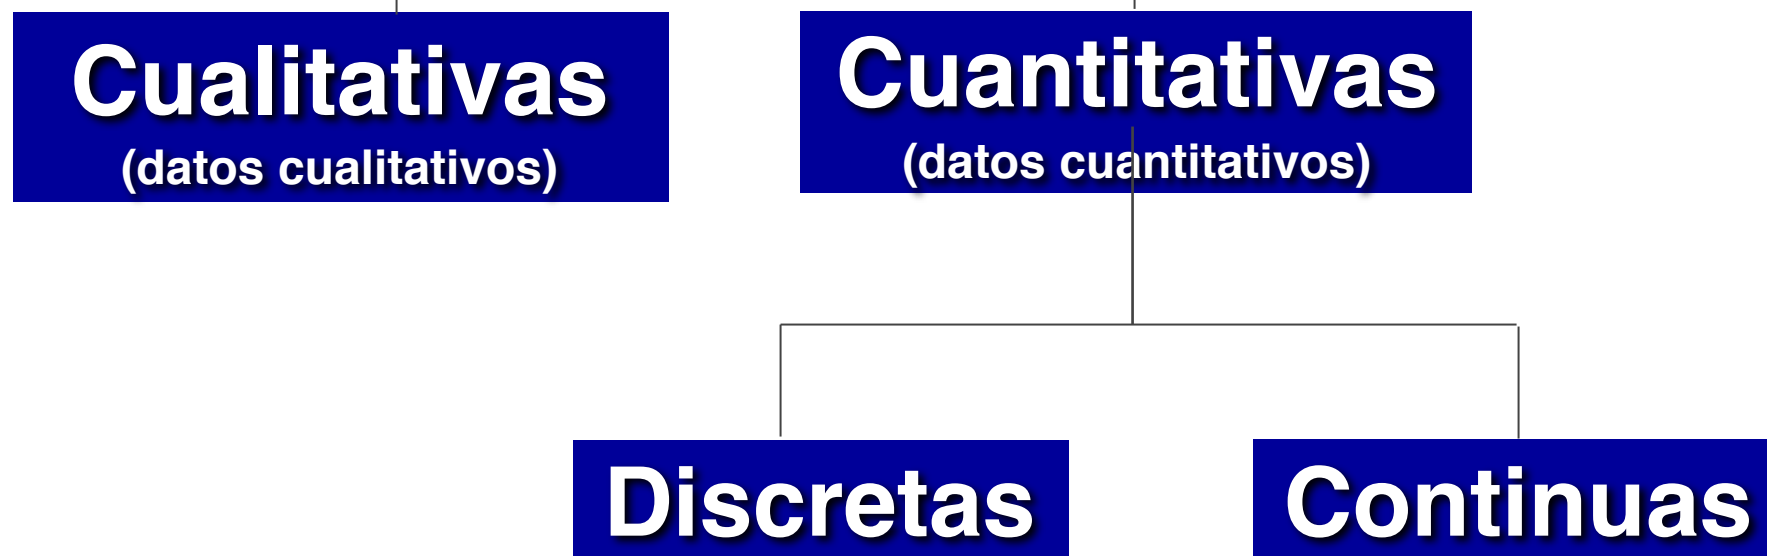 Cualitativas
(datos cualitativos)
Cuantitativas
(datos cuantitativos)
Discretas
Continuas